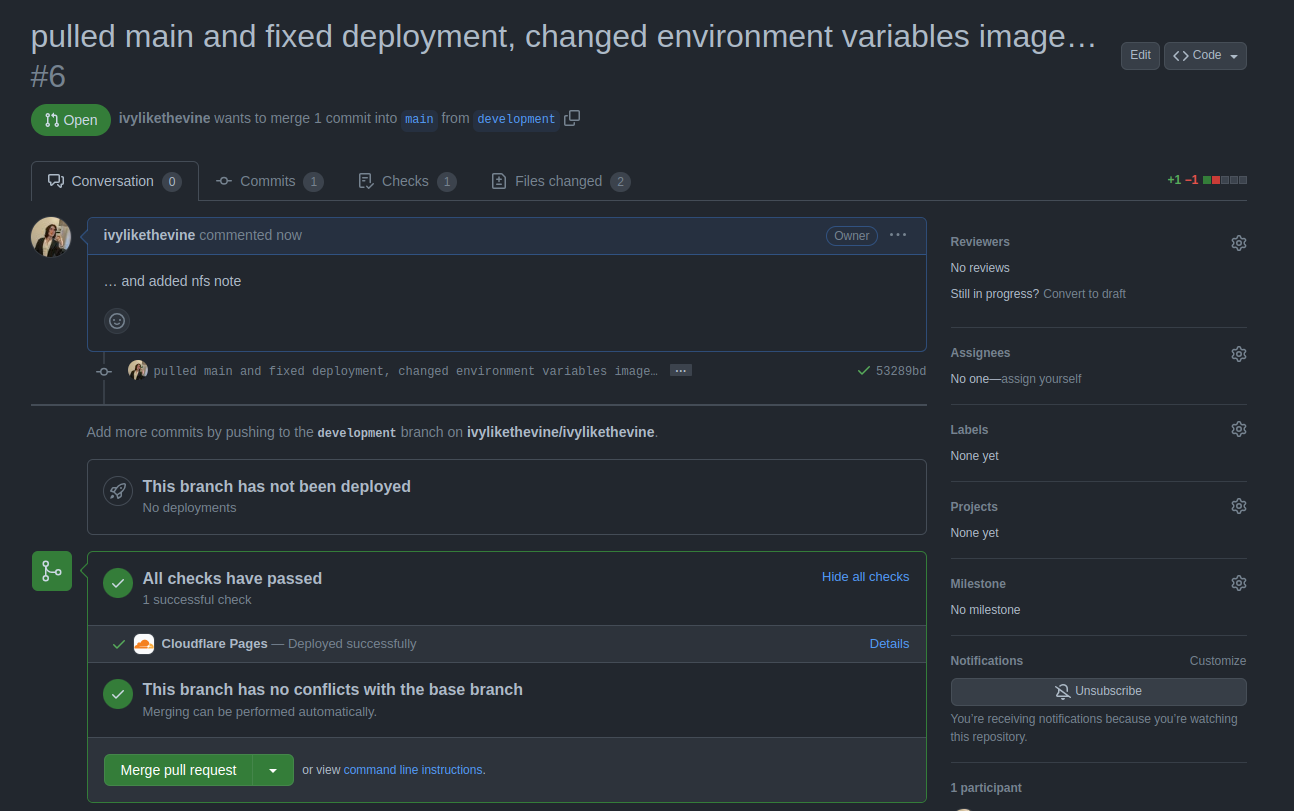 pulled main and fixed deployment, changed environment variables image…
#6
Edit
Code
Open
ivylikethevine wants to merge 1 commit into main from development
Conversation 0
Commits 1
Checks 1
Files changed 2
+1 −1
ivylikethevine commented now
Owner
… and added nfs note
pulled main and fixed deployment, changed environment variables image…
53289bd
Add more commits by pushing to the development branch on ivylikethevine/ivylikethevine.
This branch has not been deployed
No deployments
All checks have passed
Hide all checks
1 successful check
Cloudflare Pages — Deployed successfully
Details
This branch has no conflicts with the base branch
Merging can be performed automatically.
Merge pull request
or view command line instructions.
Reviewers
No reviews
Still in progress? Convert to draft
Assignees
No one—assign yourself
Labels
None yet
Projects
None yet
Milestone
No milestone
Notifications
Customize
Unsubscribe
You're receiving notifications because you're watching
this repository.
1 participant